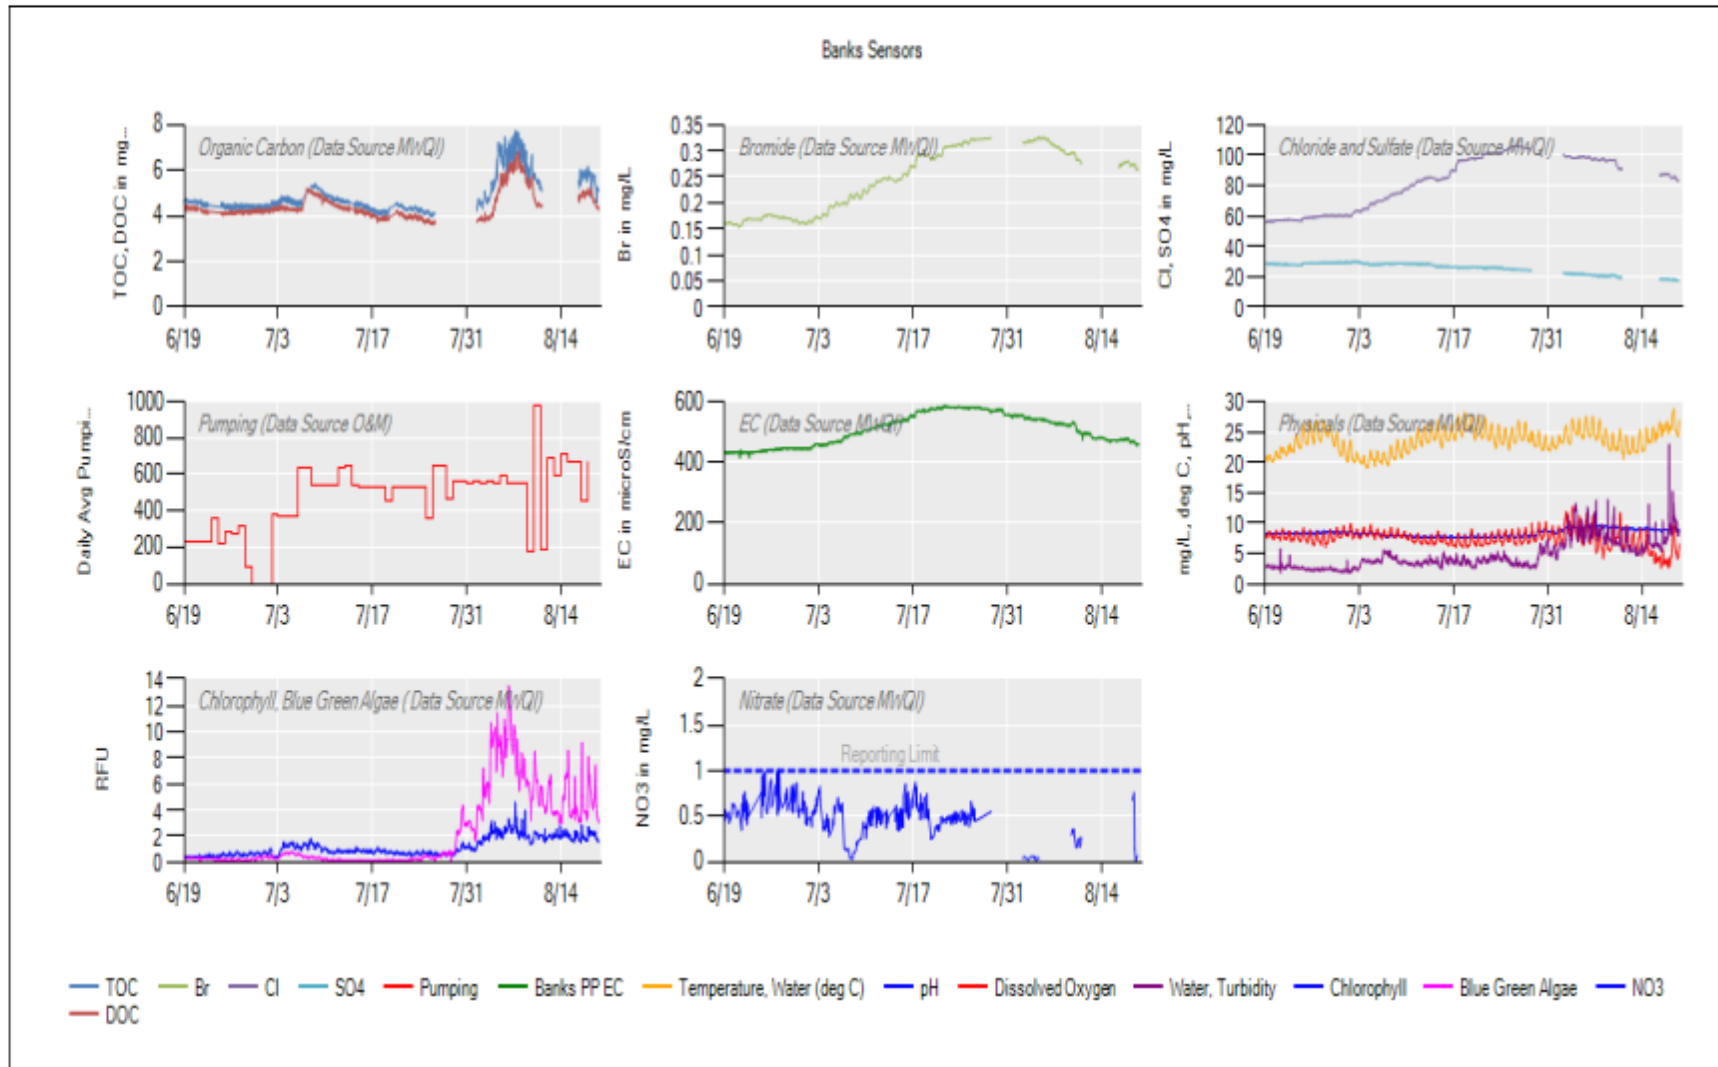 Banks Sensors
TOC, DOC in mg...
8
6
4
2
0
Organic Carbon (Data Source MWQI)
6/19 7/3 7/17 7/31 8/14
Br in mg/L
0.35
0.3
0.25
0.2
0.15
0.1
0.05
0
Bromide (Data Source MWQI)
6/19 7/3 7/17 7/31 8/14
Cl, SO4 in mg/L
120
100
80
60
40
20
0
Chloride and Sulfate (Data Source MWQI)
6/19 7/3 7/17 7/31 8/14
Daily Avg Pumpi...
1000
800
600
400
200
0
Pumping (Data Source O&M)
6/19 7/3 7/17 7/31 8/14
EC in microS/cm
600
400
200
0
EC (Data Source MWQI)
6/19 7/3 7/17 7/31 8/14
mg/L, deg C, pH,...
30
25
20
15
10
5
0
Physicals (Data Source MWQI)
6/19 7/3 7/17 7/31 8/14
RFU
14
12
10
8
6
4
2
0
Chlorophyll, Blue Green Algae ( Data Source MWQI)
6/19 7/3 7/17 7/31 8/14
NO3 in mg/L
2
1.5
1
0.5
0
Nitrate (Data Source MWQI)
Reporting Limit
6/19 7/3 7/17 7/31 8/14
TOC Br Cl SO4 Pumping Banks PP EC Temperature, Water (deg C) pH Dissolved Oxygen Water, Turbidity Chlorophyll Blue Green Algae NO3
DOC